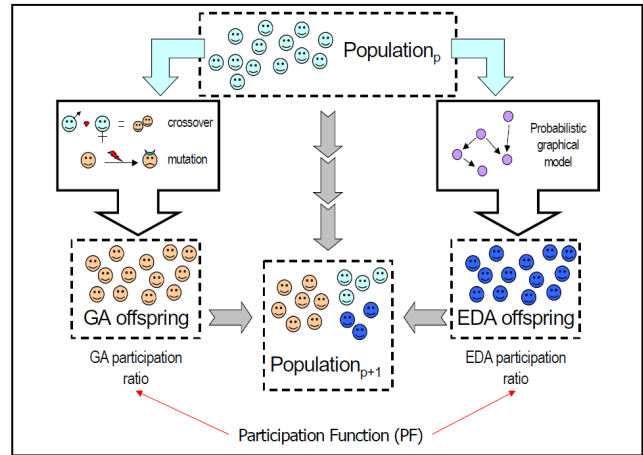 Population_p
crossover
=
mutation
Probabilistic
graphical
model
GA offspring
EDA offspring
Population_p+1
GA participation
ratio
EDA participation
ratio
Participation Function (PF)